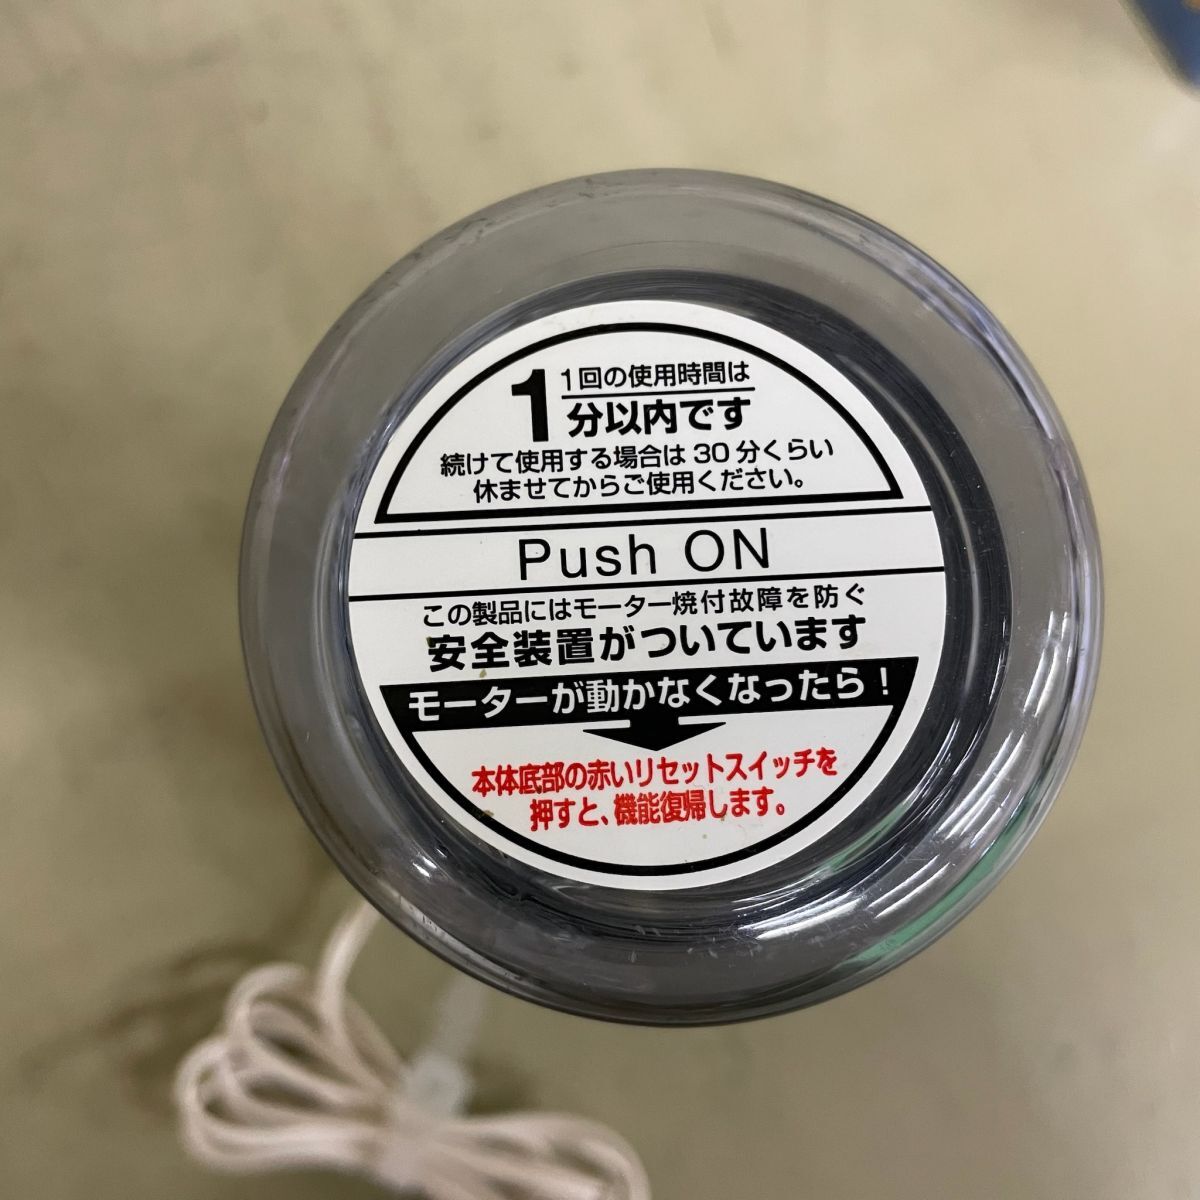 1回の使用時間は
1分以内です
続けて使用する場合は30分くらい
休ませてからご使用ください。
Push ON
この製品にはモーター焼付故障を防ぐ
安全装置がついています
モーターが動かなくなったら！
本体底部の赤いリセットスイッチを
押すと、機能復帰します。